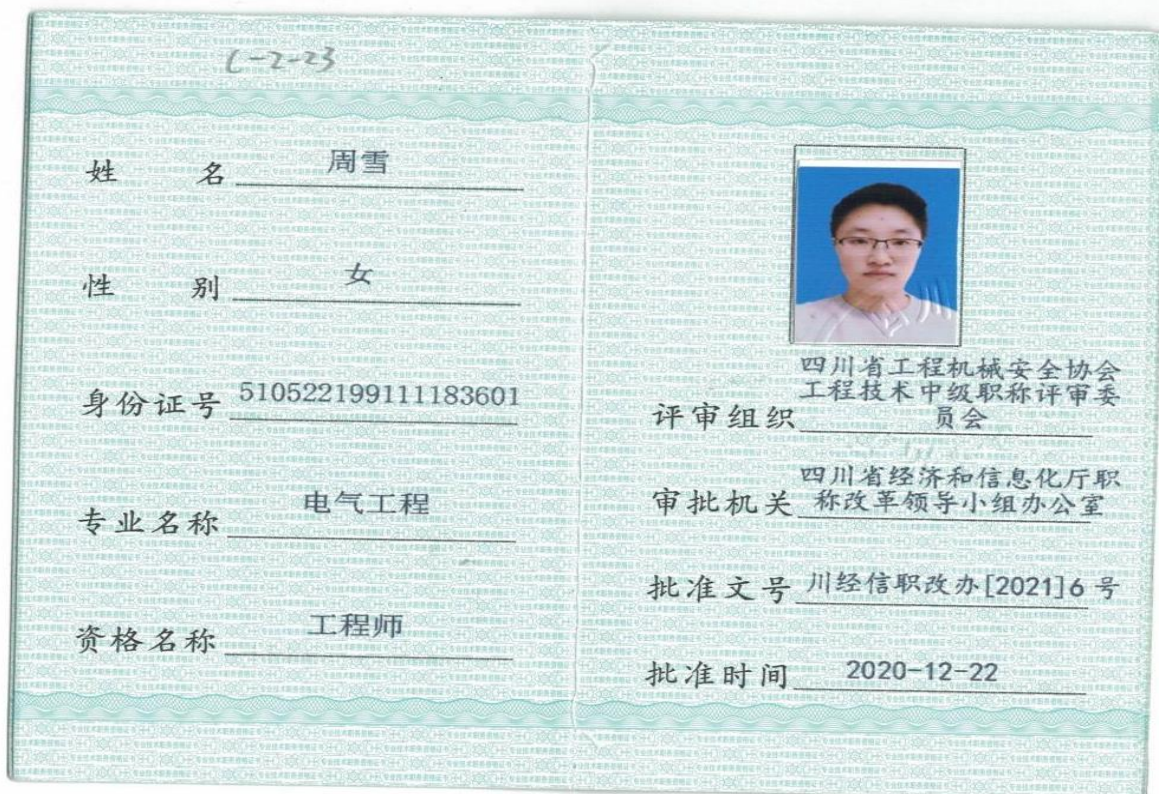 C-2-23
姓 名 周雪
性 别 女
身份证号 510522199111183601
专业名称 电气工程
资格名称 工程师
四川
四川省工程机械安全协会
工程技术中级职称评审委
评审组织 员会
四川省经济和信息化厅职
审批机关 称改革领导小组办公室
批准文号 川经信职改办[2021]6 号
批准时间 2020-12-22